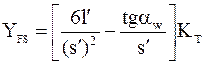 Y_FS = [ 6l′ / (s′)² − tgα_w / s′ ] K_T